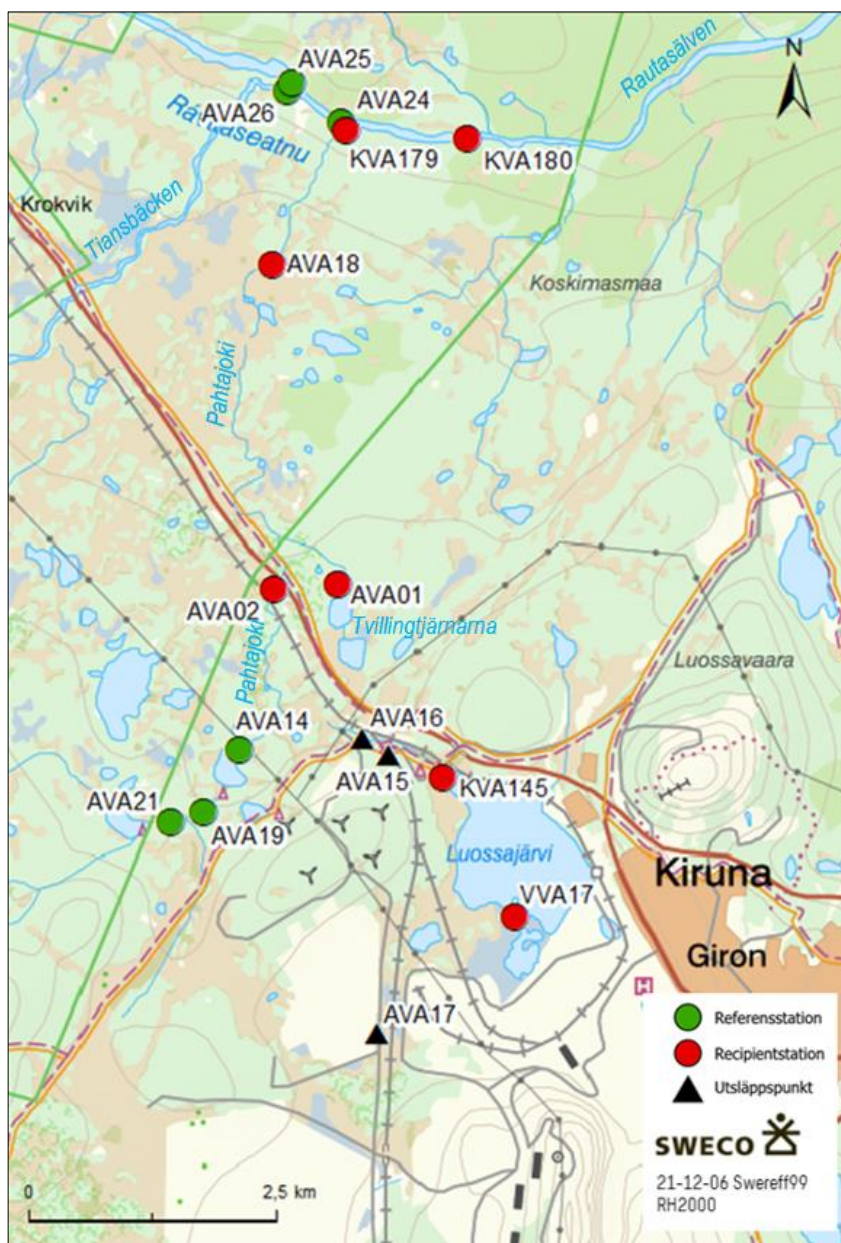 N
AVA25
Rautasälven
AVA26
AVA24
Rávttaseatnu
KVA179
KVA180
Krokvik
Tiansbäcken
AVA18
Koskimasmaa
Pahtajoki
AVA02
AVA01
Tvillingtjärnarna
Pahtajoki
Luossavaara
AVA14
AVA16
AVA15
KVA145
AVA21
AVA19
Luossajärvi
Kiruna
VVA17
Giron
H
AVA17
Referensstation
Recipientstation
Utsläppspunkt
SWECO
21-12-06 Swereff99
RH2000
0 2,5 km